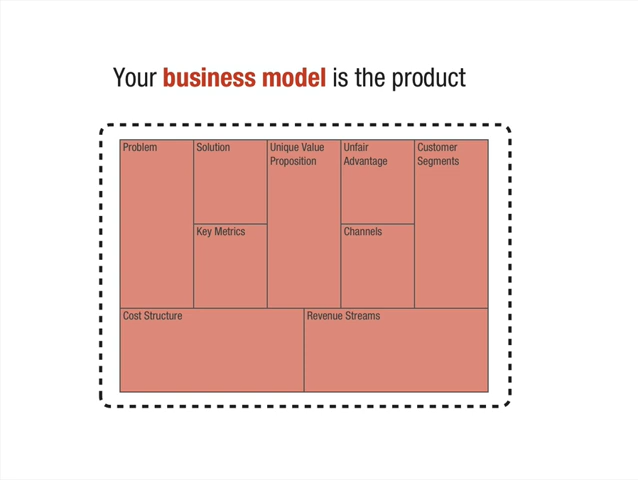 Your business model is the product
Problem
Solution
Unique Value
Proposition
Unfair
Advantage
Customer
Segments
Key Metrics
Channels
Cost Structure
Revenue Streams